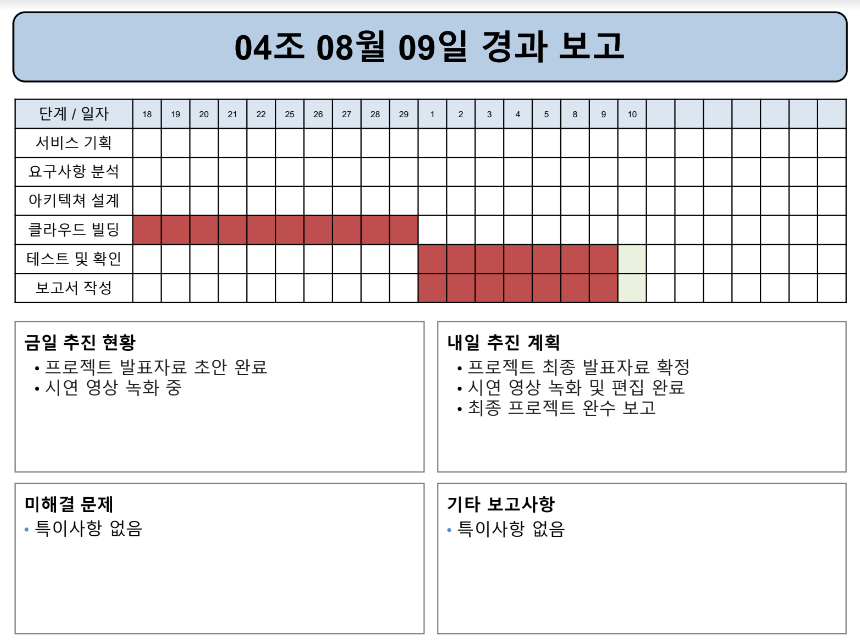 04조 08월 09일 경과 보고
단계 / 일자 18 19 20 21 22 25 26 27 28 29 1 2 3 4 5 8 9 10
서비스 기획
요구사항 분석
아키텍쳐 설계
클라우드 빌딩
테스트 및 확인
보고서 작성
금일 추진 현황
• 프로젝트 발표자료 초안 완료
• 시연 영상 녹화 중
내일 추진 계획
• 프로젝트 최종 발표자료 확정
• 시연 영상 녹화 및 편집 완료
• 최종 프로젝트 완수 보고
미해결 문제
• 특이사항 없음
기타 보고사항
• 특이사항 없음